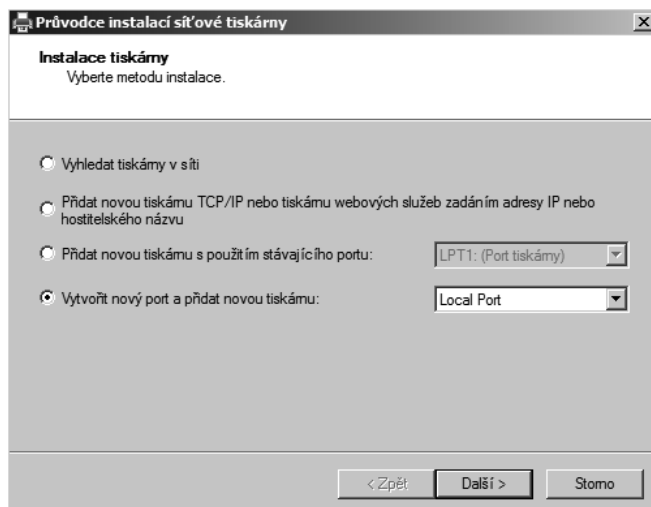 Průvodce instalací síťové tiskárny
Instalace tiskárny
Vyberte metodu instalace.
Vyhledat tiskárny v síti
Přidat novou tiskárnu TCP/IP nebo tiskárnu webových služeb zadáním adresy IP nebo
hostitelského názvu
Přidat novou tiskárnu s použitím stávajícího portu: LPT1: (Port tiskárny)
Vytvořit nový port a přidat novou tiskárnu: Local Port
< Zpět Další > Storno